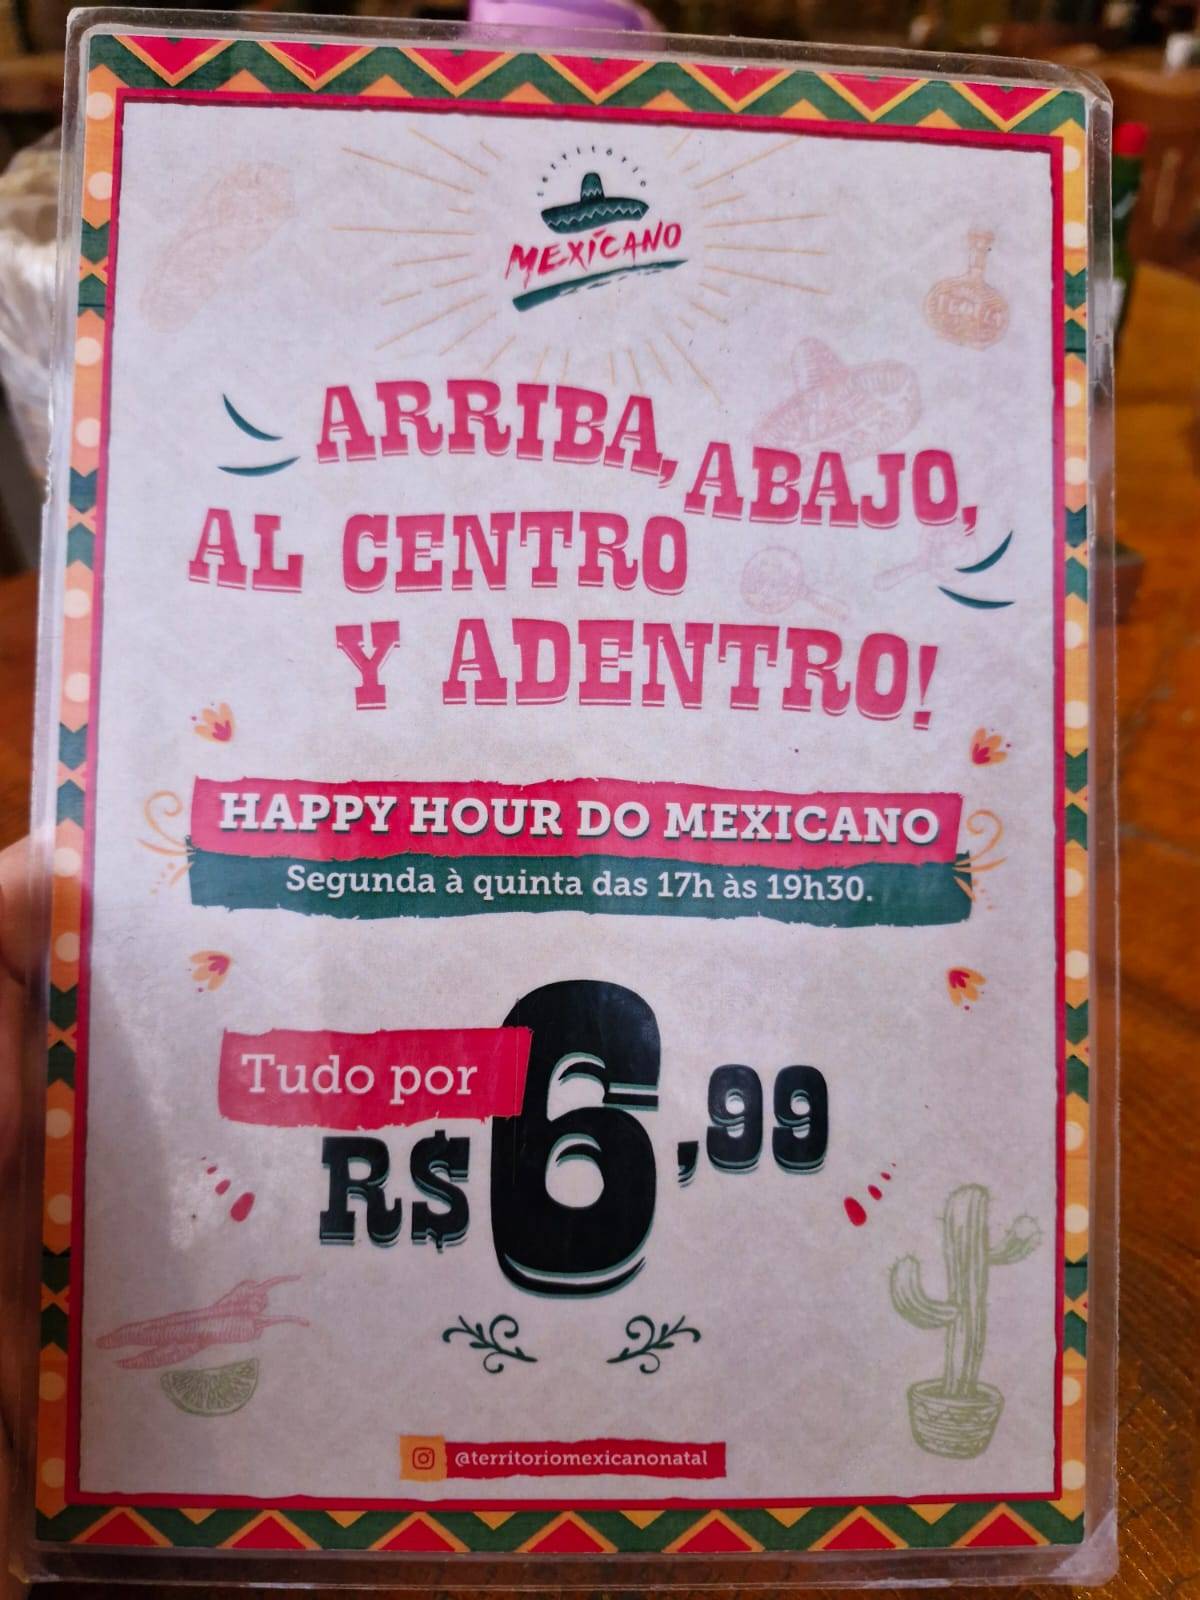 território
MEXICANO
ARRIBA, ABAJO,
AL CENTRO
Y ADENTRO!
HAPPY HOUR DO MEXICANO
Segunda à quinta das 17h às 19h30.
Tudo por
R$6,99
@territoriomexicanonatal